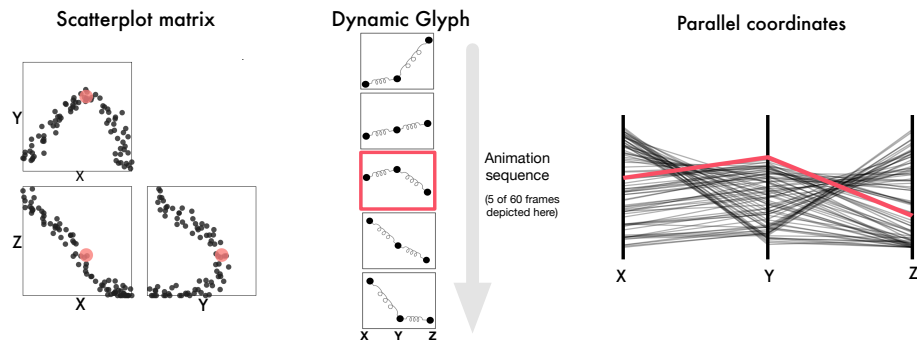 Scatterplot matrix
Y
X
Z
X
Y
Dynamic Glyph
Animation
sequence
(5 of 60 frames
depicted here)
X Y Z
Parallel coordinates
X Y Z